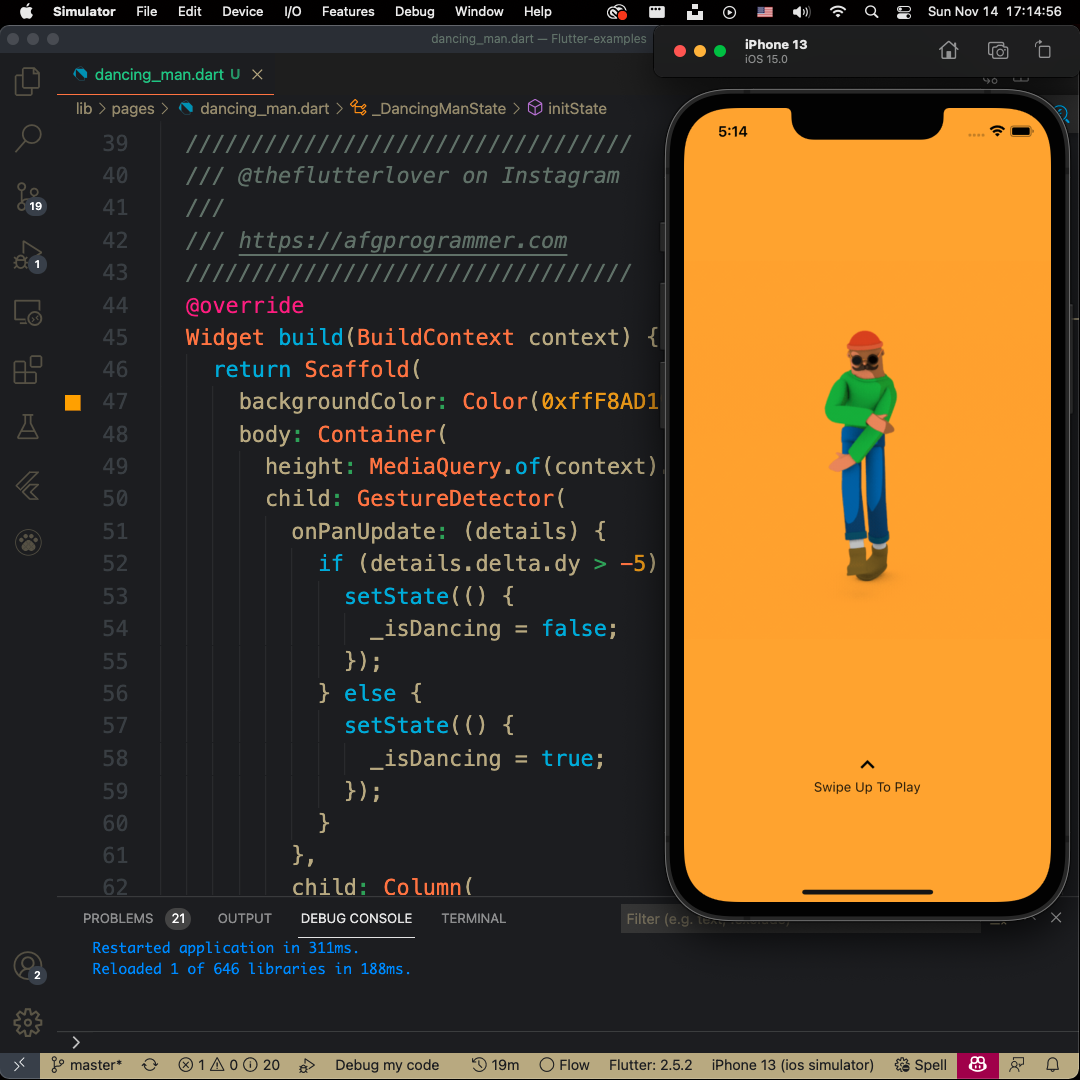 Simulator File Edit Device I/O Features Debug Window Help Sun Nov 14 17:14:56
dancing_man.dart — Flutter-examples
iPhone 13
iOS 15.0
dancing_man.dart U
lib > pages > dancing_man.dart > _DancingManState > initState
39 //////////////////////////////////
40 /// @theflutterlover on Instagram
41 ///
42 /// https://afgprogrammer.com
43 //////////////////////////////////
44 @override
45 Widget build(BuildContext context) {
46 return Scaffold(
47 backgroundColor: Color(0xffF8AD1
48 body: Container(
49 height: MediaQuery.of(context).
50 child: GestureDetector(
51 onPanUpdate: (details) {
52 if (details.delta.dy > -5)
53 setState(() {
54 _isDancing = false;
55 });
56 } else {
57 setState(() {
58 _isDancing = true;
59 });
60 }
61 },
62 child: Column(
5:14
Swipe Up To Play
PROBLEMS 21 OUTPUT DEBUG CONSOLE TERMINAL
Filter (e.g. text,
Restarted application in 311ms.
Reloaded 1 of 646 libraries in 188ms.
19
1
2
master* 1 0 20 Debug my code 19m Flow Flutter: 2.5.2 iPhone 13 (ios simulator) Spell